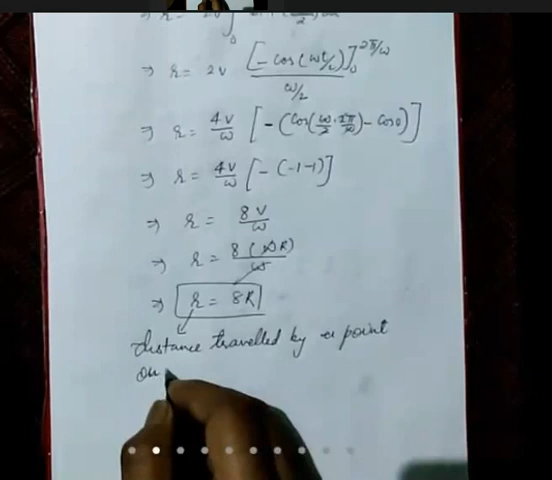 ⇒ r = 2v [-cos(ωt/2)]₀^2π/ω / ω/2
⇒ r = 4v/ω [-(cos(ω/2 · 2π/ω) - cos0)]
⇒ r = 4v/ω [-(-1-1)]
⇒ r = 8v/ω
⇒ r = 8(ωR)/ω
⇒ r = 8R
distance travelled by a point
on